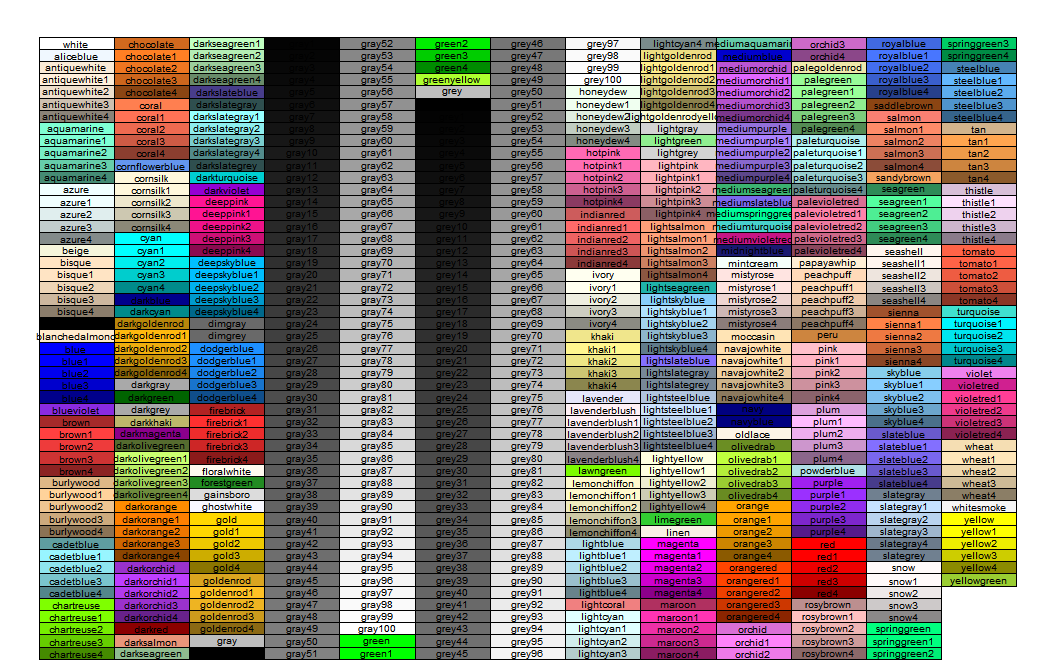 white
aliceblue
antiquewhite
antiquewhite1
antiquewhite2
antiquewhite3
antiquewhite4
aquamarine
aquamarine1
aquamarine2
aquamarine3
aquamarine4
azure
azure1
azure2
azure3
azure4
beige
bisque
bisque1
bisque2
bisque3
bisque4
blanchedalmond
blue
blue1
blue2
blue3
blue4
blueviolet
brown
brown1
brown2
brown3
brown4
burlywood
burlywood1
burlywood2
burlywood3
burlywood4
cadetblue
cadetblue1
cadetblue2
cadetblue3
cadetblue4
chartreuse
chartreuse1
chartreuse2
chartreuse3
chartreuse4
chocolate
chocolate1
chocolate2
chocolate3
chocolate4
coral
coral1
coral2
coral3
coral4
cornflowerblue
cornsilk
cornsilk1
cornsilk2
cornsilk3
cornsilk4
cyan
cyan1
cyan2
cyan3
cyan4
darkblue
darkcyan
darkgoldenrod
darkgoldenrod1
darkgoldenrod2
darkgoldenrod3
darkgoldenrod4
darkgray
darkgreen
darkgrey
darkkhaki
darkmagenta
darkolivegreen
darkolivegreen1
darkolivegreen2
darkolivegreen3
darkolivegreen4
darkorange
darkorange1
darkorange2
darkorange3
darkorange4
darkorchid
darkorchid1
darkorchid2
darkorchid3
darkorchid4
darkred
darksalmon
darkseagreen
darkseagreen1
darkseagreen2
darkseagreen3
darkseagreen4
darkslateblue
darkslategray
darkslategray1
darkslategray2
darkslategray3
darkslategray4
darkslategrey
darkturquoise
darkviolet
deeppink
deeppink1
deeppink2
deeppink3
deeppink4
deepskyblue
deepskyblue1
deepskyblue2
deepskyblue3
deepskyblue4
dimgray
dimgrey
dodgerblue
dodgerblue1
dodgerblue2
dodgerblue3
dodgerblue4
firebrick
firebrick1
firebrick2
firebrick3
firebrick4
floralwhite
forestgreen
gainsboro
ghostwhite
gold
gold1
gold2
gold3
gold4
goldenrod
goldenrod1
goldenrod2
goldenrod3
goldenrod4
gray
gray8
gray9
gray10
gray11
gray12
gray13
gray14
gray15
gray16
gray17
gray18
gray19
gray20
gray21
gray22
gray23
gray24
gray25
gray26
gray27
gray28
gray29
gray30
gray31
gray32
gray33
gray34
gray35
gray36
gray37
gray38
gray39
gray40
gray41
gray42
gray43
gray44
gray45
gray46
gray47
gray48
gray49
gray50
gray51
gray52
gray53
gray54
gray55
gray56
gray57
gray58
gray59
gray60
gray61
gray62
gray63
gray64
gray65
gray66
gray67
gray68
gray69
gray70
gray71
gray72
gray73
gray74
gray75
gray76
gray77
gray78
gray79
gray80
gray81
gray82
gray83
gray84
gray85
gray86
gray87
gray88
gray89
gray90
gray91
gray92
gray93
gray94
gray95
gray96
gray97
gray98
gray99
gray100
green
green1
green2
green3
green4
greenyellow
grey
grey7
grey8
grey9
grey10
grey11
grey12
grey13
grey14
grey15
grey16
grey17
grey18
grey19
grey20
grey21
grey22
grey23
grey24
grey25
grey26
grey27
grey28
grey29
grey30
grey31
grey32
grey33
grey34
grey35
grey36
grey37
grey38
grey39
grey40
grey41
grey42
grey43
grey44
grey45
grey46
grey47
grey48
grey49
grey50
grey51
grey52
grey53
grey54
grey55
grey56
grey57
grey58
grey59
grey60
grey61
grey62
grey63
grey64
grey65
grey66
grey67
grey68
grey69
grey70
grey71
grey72
grey73
grey74
grey75
grey76
grey77
grey78
grey79
grey80
grey81
grey82
grey83
grey84
grey85
grey86
grey87
grey88
grey89
grey90
grey91
grey92
grey93
grey94
grey95
grey96
grey97
grey98
grey99
grey100
honeydew
honeydew1
honeydew2
honeydew3
honeydew4
hotpink
hotpink1
hotpink2
hotpink3
hotpink4
indianred
indianred1
indianred2
indianred3
indianred4
ivory
ivory1
ivory2
ivory3
ivory4
khaki
khaki1
khaki2
khaki3
khaki4
lavender
lavenderblush
lavenderblush1
lavenderblush2
lavenderblush3
lavenderblush4
lawngreen
lemonchiffon
lemonchiffon1
lemonchiffon2
lemonchiffon3
lemonchiffon4
lightblue
lightblue1
lightblue2
lightblue3
lightblue4
lightcoral
lightcyan
lightcyan1
lightcyan2
lightcyan3
lightcyan4
lightgoldenrod
lightgoldenrod1
lightgoldenrod2
lightgoldenrod3
lightgoldenrod4
lightgoldenrodyellow
lightgray
lightgreen
lightgrey
lightpink
lightpink1
lightpink2
lightpink3
lightpink4
lightsalmon
lightsalmon1
lightsalmon2
lightsalmon3
lightsalmon4
lightseagreen
lightskyblue
lightskyblue1
lightskyblue2
lightskyblue3
lightskyblue4
lightslateblue
lightslategray
lightslategrey
lightsteelblue
lightsteelblue1
lightsteelblue2
lightsteelblue3
lightsteelblue4
lightyellow
lightyellow1
lightyellow2
lightyellow3
lightyellow4
limegreen
linen
magenta
magenta1
magenta2
magenta3
magenta4
maroon
maroon1
maroon2
maroon3
maroon4
mediumaquamarine
mediumblue
mediumorchid
mediumorchid1
mediumorchid2
mediumorchid3
mediumorchid4
mediumpurple
mediumpurple1
mediumpurple2
mediumpurple3
mediumpurple4
mediumseagreen
mediumslateblue
mediumspringgreen
mediumturquoise
mediumvioletred
midnightblue
mintcream
mistyrose
mistyrose1
mistyrose2
mistyrose3
mistyrose4
moccasin
navajowhite
navajowhite1
navajowhite2
navajowhite3
navajowhite4
navy
navyblue
oldlace
olivedrab
olivedrab1
olivedrab2
olivedrab3
olivedrab4
orange
orange1
orange2
orange3
orange4
orangered
orangered1
orangered2
orangered3
orangered4
orchid
orchid1
orchid2
orchid3
orchid4
palegoldenrod
palegreen
palegreen1
palegreen2
palegreen3
palegreen4
paleturquoise
paleturquoise1
paleturquoise2
paleturquoise3
paleturquoise4
palevioletred
palevioletred1
palevioletred2
palevioletred3
palevioletred4
papayawhip
peachpuff
peachpuff1
peachpuff2
peachpuff3
peachpuff4
peru
pink
pink1
pink2
pink3
pink4
plum
plum1
plum2
plum3
plum4
powderblue
purple
purple1
purple2
purple3
purple4
red
red1
red2
red3
red4
rosybrown
rosybrown1
rosybrown2
rosybrown3
rosybrown4
royalblue
royalblue1
royalblue2
royalblue3
royalblue4
saddlebrown
salmon
salmon1
salmon2
salmon3
salmon4
sandybrown
seagreen
seagreen1
seagreen2
seagreen3
seagreen4
seashell
seashell1
seashell2
seashell3
seashell4
sienna
sienna1
sienna2
sienna3
sienna4
skyblue
skyblue1
skyblue2
skyblue3
skyblue4
slateblue
slateblue1
slateblue2
slateblue3
slateblue4
slategray
slategray1
slategray2
slategray3
slategray4
slategrey
snow
snow1
snow2
snow3
snow4
springgreen
springgreen1
springgreen2
springgreen3
springgreen4
steelblue
steelblue1
steelblue2
steelblue3
steelblue4
tan
tan1
tan2
tan3
tan4
thistle
thistle1
thistle2
thistle3
thistle4
tomato
tomato1
tomato2
tomato3
tomato4
turquoise
turquoise1
turquoise2
turquoise3
turquoise4
violet
violetred
violetred1
violetred2
violetred3
violetred4
wheat
wheat1
wheat2
wheat3
wheat4
whitesmoke
yellow
yellow1
yellow2
yellow3
yellow4
yellowgreen